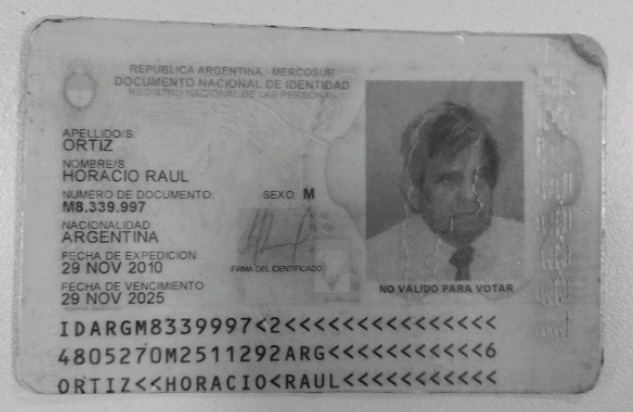 REPUBLICA ARGENTINA - MERCOSUR
DOCUMENTO NACIONAL DE IDENTIDAD
REGISTRO NACIONAL DE LAS PERSONAS
APELLIDO/S:
ORTIZ
NOMBRE/S
HORACIO RAUL
NUMERO DE DOCUMENTO: SEXO: M
M8.339.997
NACIONALIDAD
ARGENTINA
FECHA DE EXPEDICION:
29 NOV 2010
FIRMA DEL IDENTIFICADO
FECHA DE VENCIMIENTO
29 NOV 2025
NO VALIDO PARA VOTAR
IDARGM8339997<2<<<<<<<<<<<<<<<
4805270M2511292ARG<<<<<<<<<<<6
ORTIZ<<HORACIO<RAUL<<<<<<<<<<<